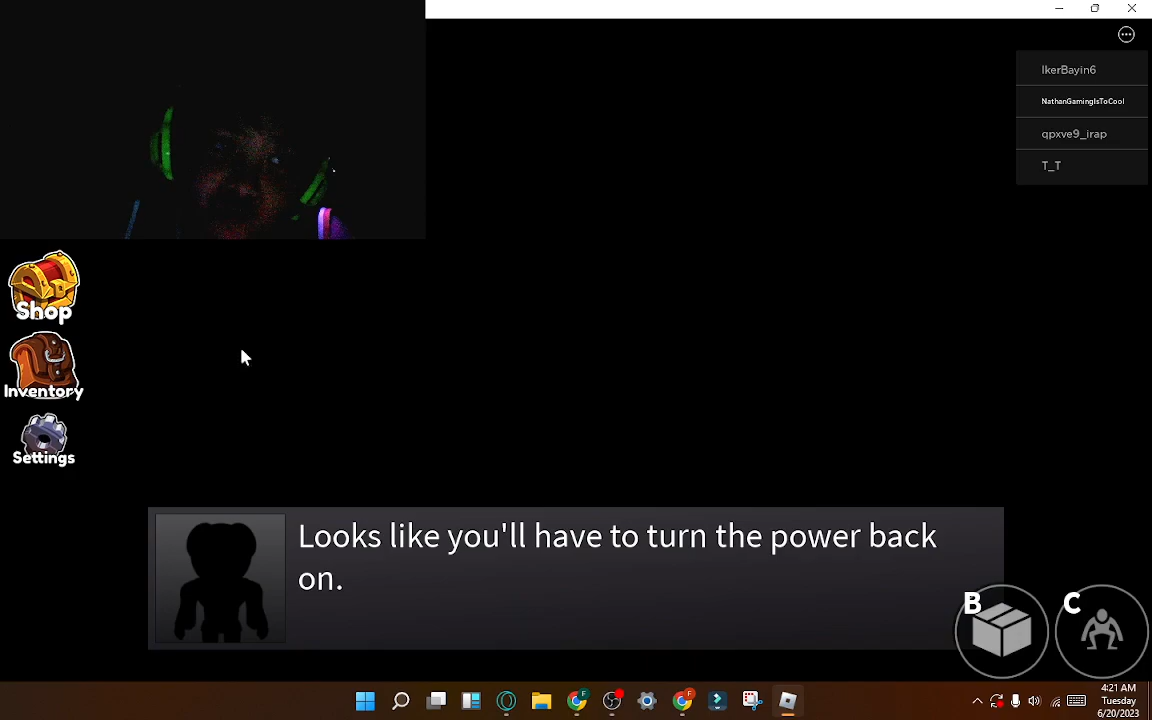 IkerBayin6
NathanGamingIsToCool
qpxve9_irap
T_T
Shop
Inventory
Settings
Looks like you'll have to turn the power back
on.
B
C
F
F
4:21 AM
Tuesday
6/20/2023